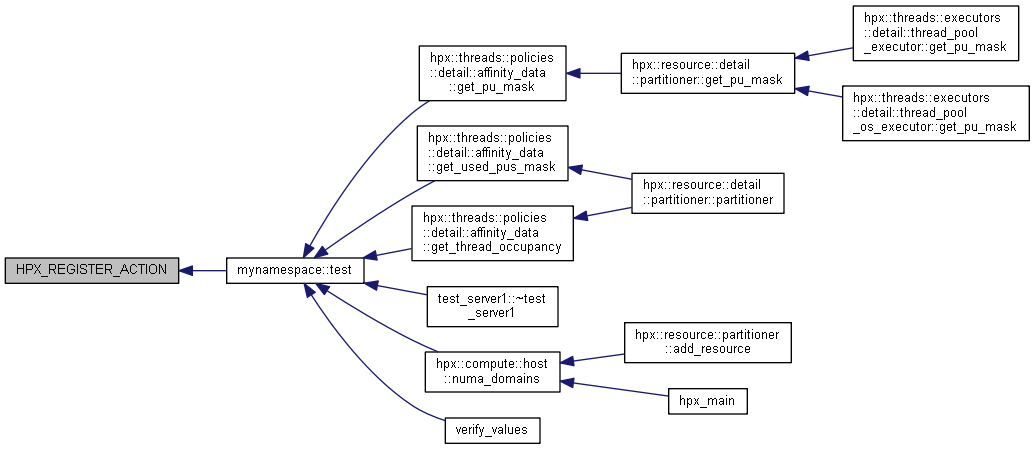 HPX_REGISTER_ACTION
mynamespace::test
hpx::threads::policies
::detail::affinity_data
::get_pu_mask
hpx::threads::policies
::detail::affinity_data
::get_used_pus_mask
hpx::threads::policies
::detail::affinity_data
::get_thread_occupancy
test_server1::~test
_server1
hpx::compute::host
::numa_domains
verify_values
hpx::resource::detail
::partitioner::get_pu_mask
hpx::resource::detail
::partitioner::partitioner
hpx::resource::partitioner
::add_resource
hpx_main
hpx::threads::executors
::detail::thread_pool
_executor::get_pu_mask
hpx::threads::executors
::detail::thread_pool
_os_executor::get_pu_mask